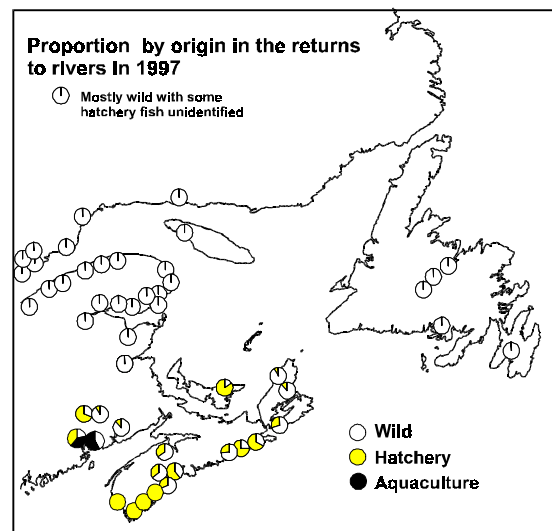 Proportion by origin in the returns
to rivers in 1997
Mostly wild with some
hatchery fish unidentified
Wild
Hatchery
Aquaculture